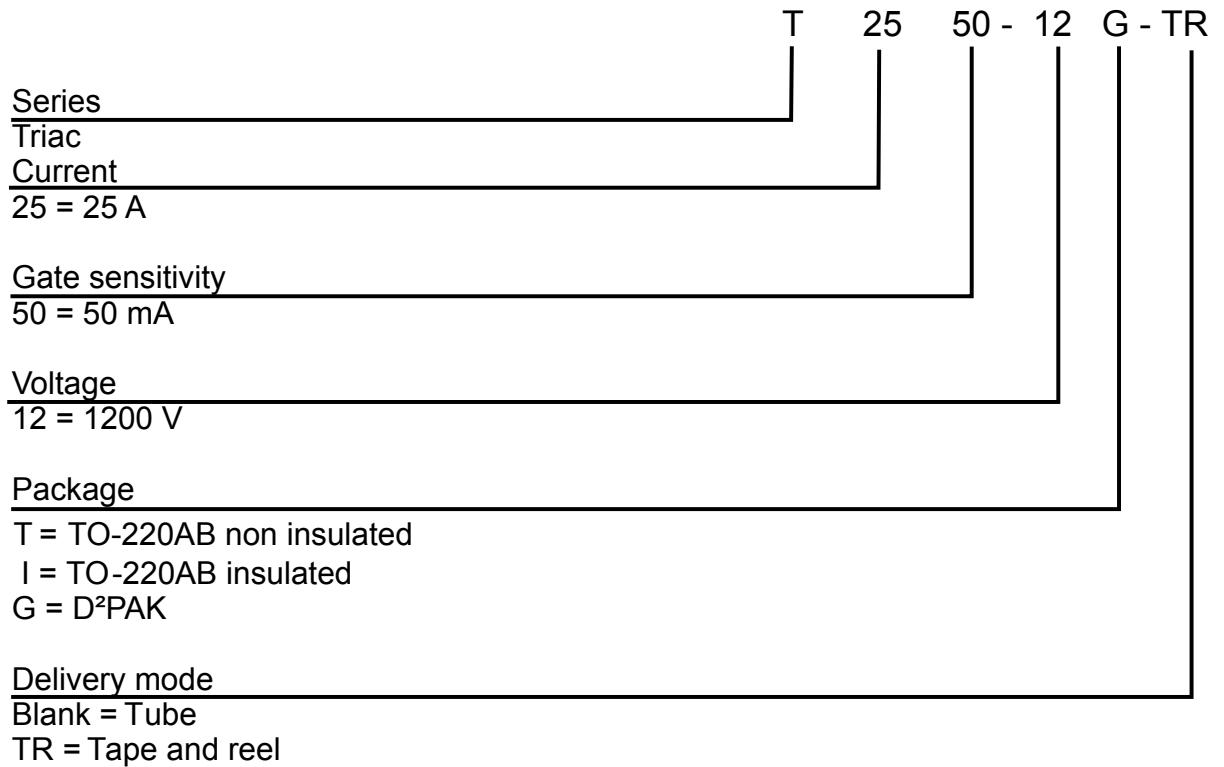 T 25 50 - 12 G - TR
Series
Triac
Current
25 = 25 A
Gate sensitivity
50 = 50 mA
Voltage
12 = 1200 V
Package
T = TO-220AB non insulated
I = TO-220AB insulated
G = D²PAK
Delivery mode
Blank = Tube
TR = Tape and reel